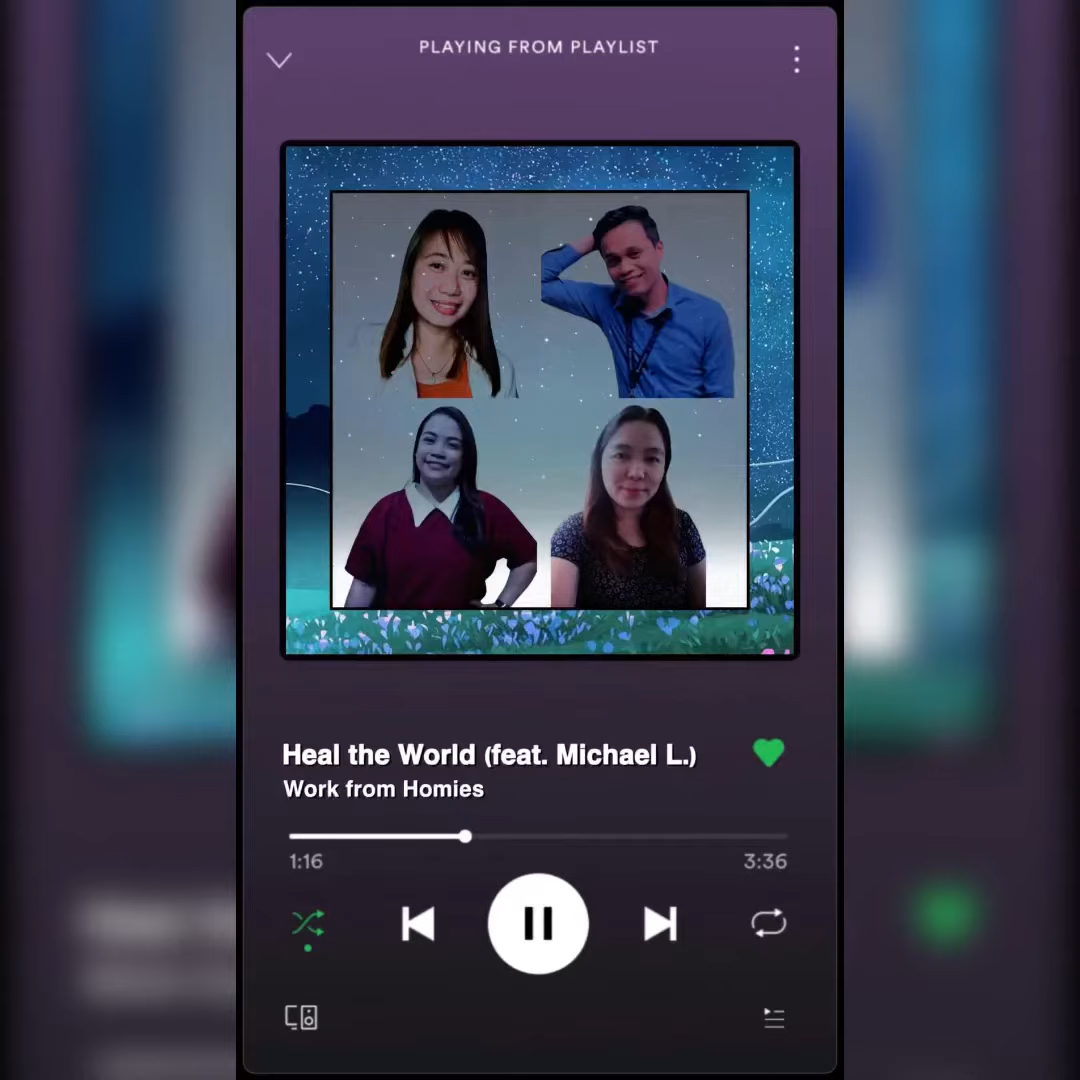 PLAYING FROM PLAYLIST
Heal the World (feat. Michael L.)
Work from Homies
1:16
3:36